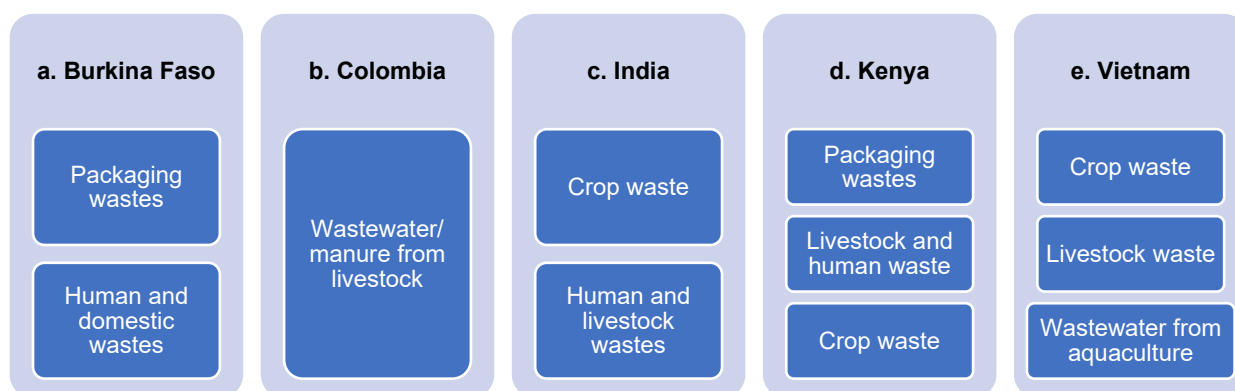 a. Burkina Faso
Packaging
wastes
Human and
domestic
wastes
b. Colombia
Wastewater/
manure from
livestock
c. India
Crop waste
Human and
livestock
wastes
d. Kenya
Packaging
wastes
Livestock and
human waste
Crop waste
e. Vietnam
Crop waste
Livestock waste
Wastewater from
aquaculture